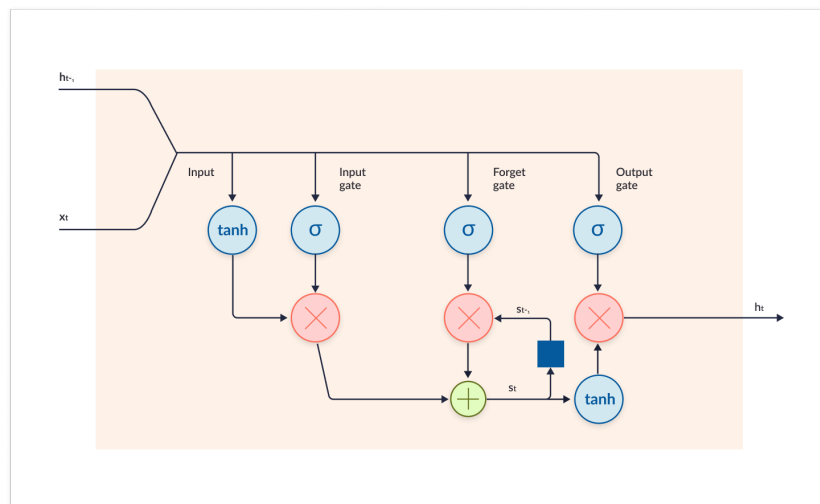 ht-1
Input
Input
gate
Forget
gate
Output
gate
xt
tanh
σ
σ
σ
st-1
ht
st
tanh